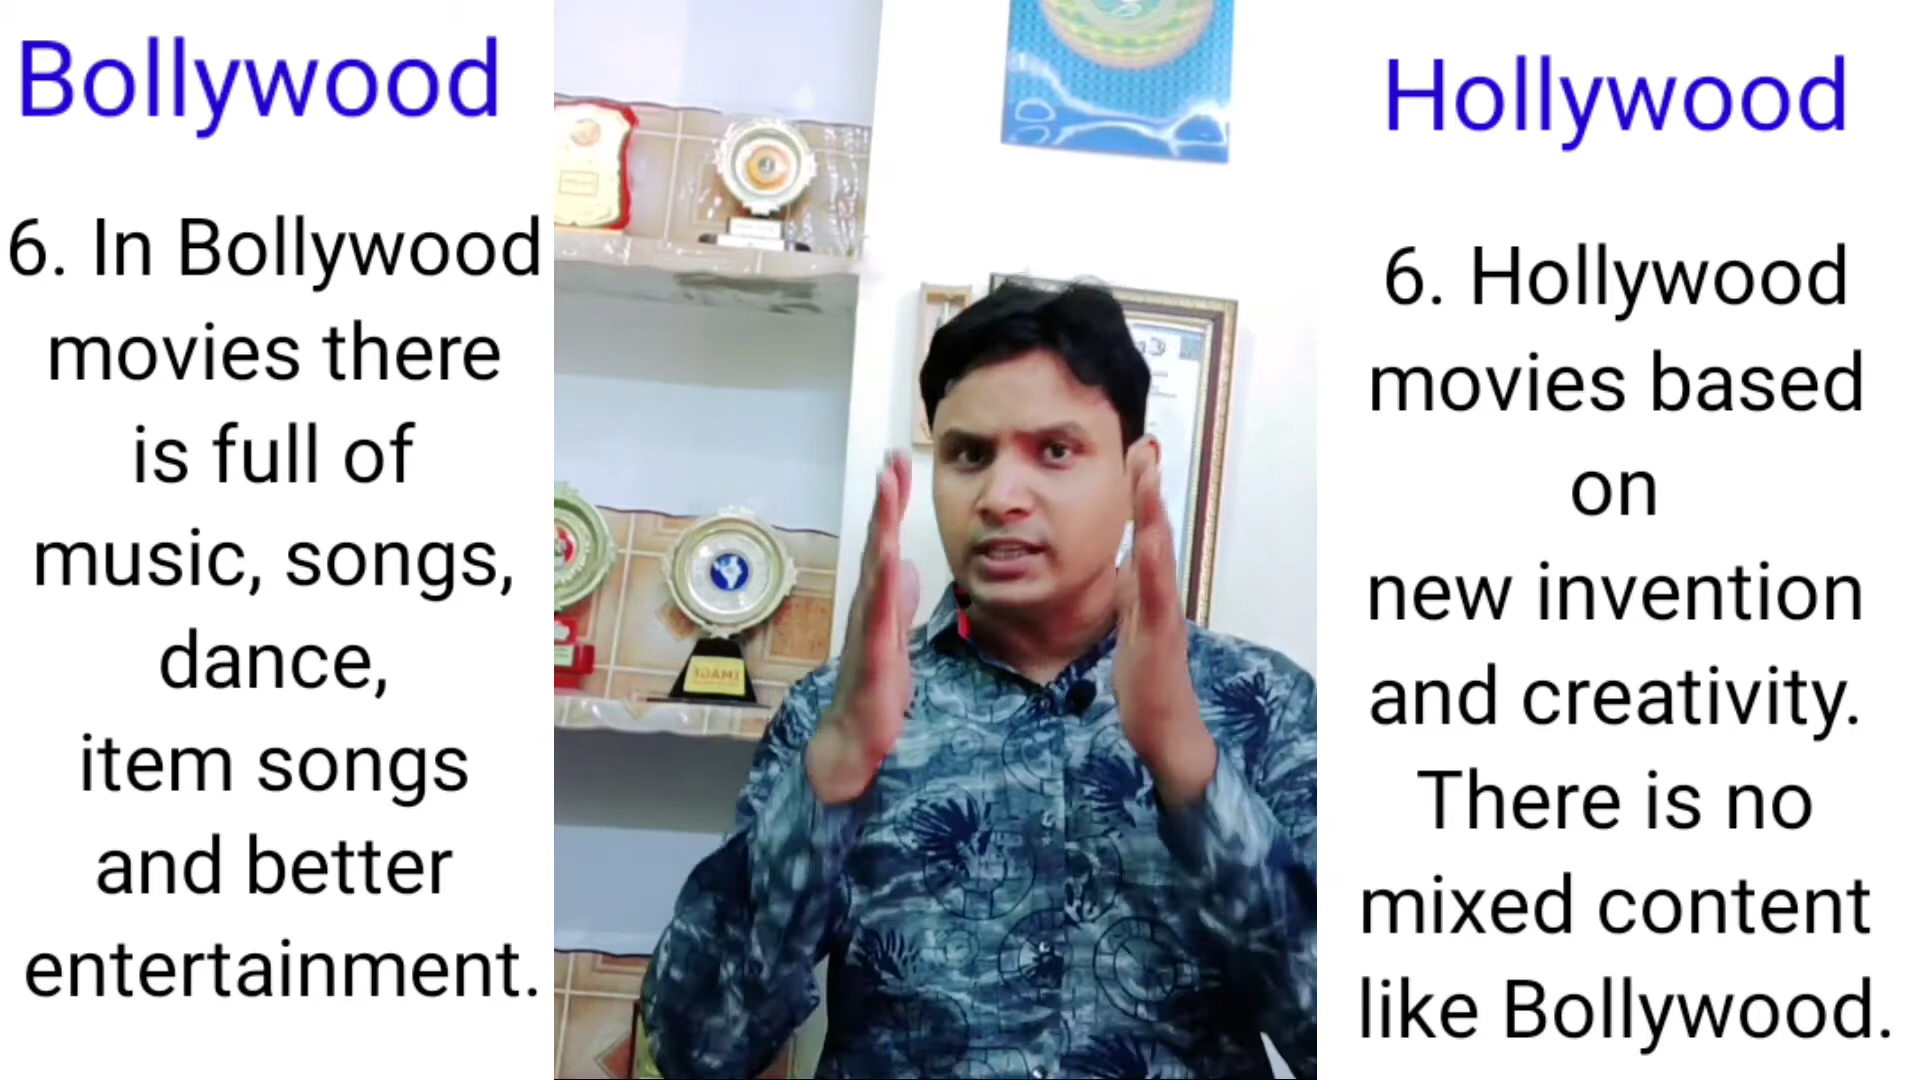 Bollywood
6. In Bollywood
movies there
is full of
music, songs,
dance,
item songs
and better
entertainment.
Hollywood
6. Hollywood
movies based
on
new invention
and creativity.
There is no
mixed content
like Bollywood.